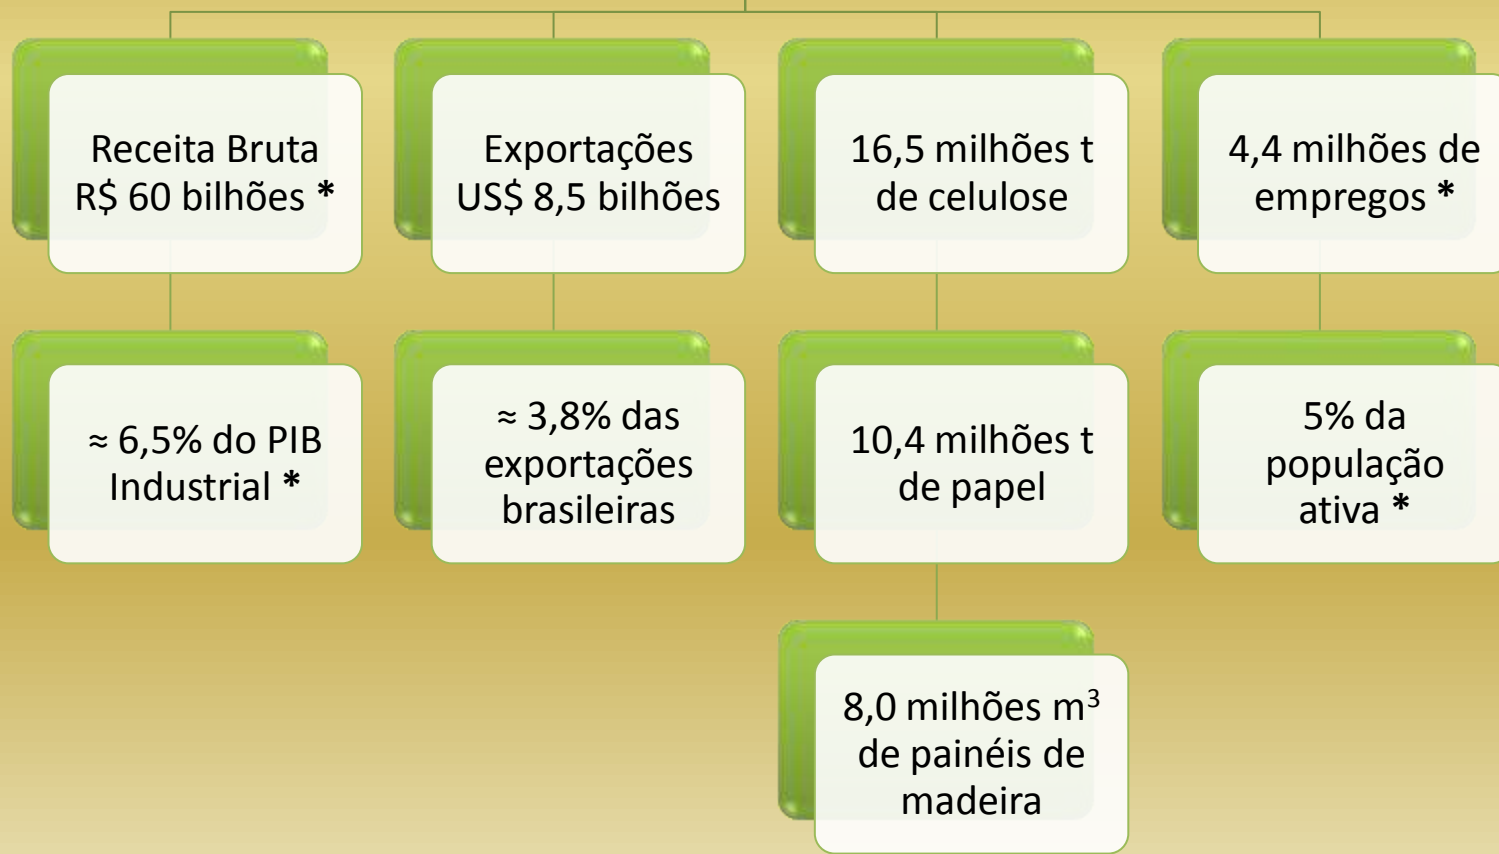 Receita Bruta
R$ 60 bilhões *
Exportações
US$ 8,5 bilhões
16,5 milhões t
de celulose
4,4 milhões de
empregos *
≈ 6,5% do PIB
Industrial *
≈ 3,8% das
exportações
brasileiras
10,4 milhões t
de papel
5% da
população
ativa *
8,0 milhões m³
de painéis de
madeira